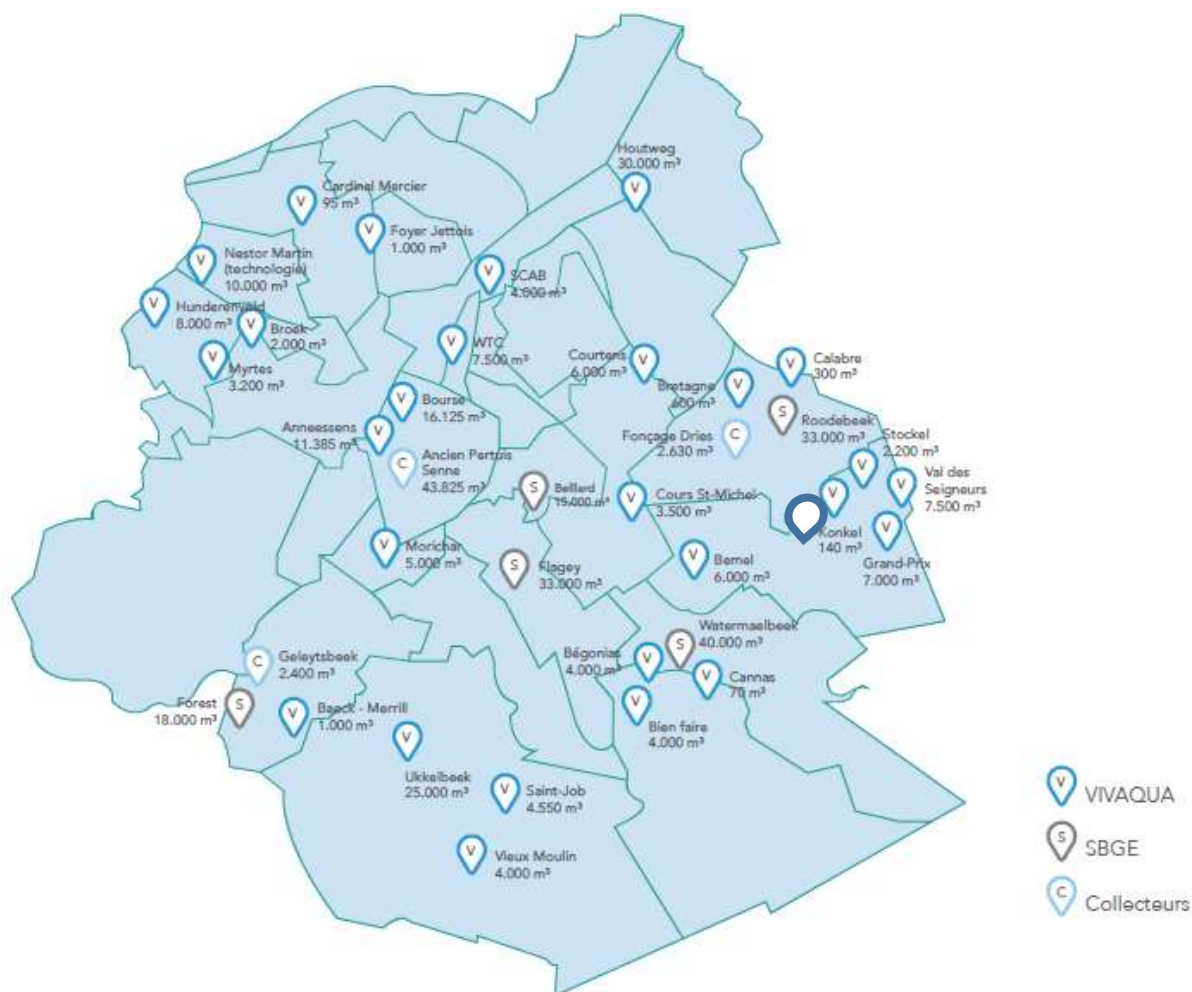 Houtweg
30.000 m³
V
Cardinal Mercier
95 m³
V
Foyer Jettois
1.000 m³
V
Nestor Martin
(technologie)
10.000 m³
V
SCAB
4.000 m³
V
Hunderenveld
8.000 m³
V
Broek
2.000 m³
V
Myrtes
3.200 m³
V
WTC
7.500 m³
V
Courtens
6.000 m³
V
Bretagne
600 m³
V
Calabre
300 m³
V
Bourse
16.125 m³
V
Roodebeek
33.000 m³
S
Anneessens
11.385 m³
V
Fonçage Dries
2.630 m³
C
Stockel
2.200 m³
V
Ancien Pertuis
Senne
43.825 m³
C
Val des
Seigneurs
7.500 m³
V
Belliard
15.000 m³
S
Cours St-Michel
3.500 m³
V
Konkel
140 m³
V
Grand-Prix
7.000 m³
V
Morichar
5.000 m³
V
Flagey
33.000 m³
S
Bemel
6.000 m³
V
Watermaelbeek
40.000 m³
S
Bégonias
4.000 m³
V
Cannas
70 m³
V
Geleytsbeek
2.400 m³
C
Forest
18.000 m³
S
Baeck - Merrill
1.000 m³
V
Bien faire
4.000 m³
V
Ukkelbeek
25.000 m³
V
Saint-Job
4.550 m³
V
Vieux Moulin
4.000 m³
V
V VIVAQUA
S SBGE
C Collecteurs